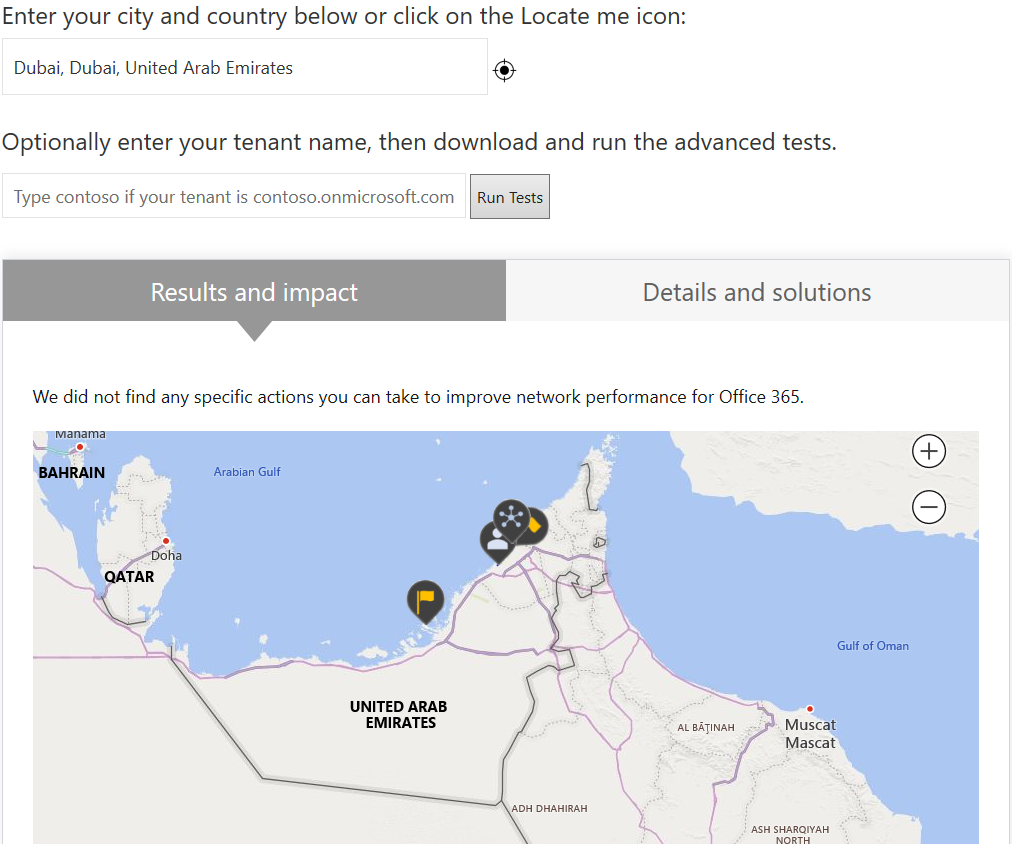 Enter your city and country below or click on the Locate me icon:
Dubai, Dubai, United Arab Emirates
Optionally enter your tenant name, then download and run the advanced tests.
Type contoso if your tenant is contoso.onmicrosoft.com
Run Tests
Results and impact
Details and solutions
We did not find any specific actions you can take to improve network performance for Office 365.
Manama
BAHRAIN
Arabian Gulf
Doha
QATAR
Gulf of Oman
UNITED ARAB
EMIRATES
AL BĀŢINAH
Muscat
Mascat
ADH DHAHIRAH
ASH SHARQIYAH
NORTH